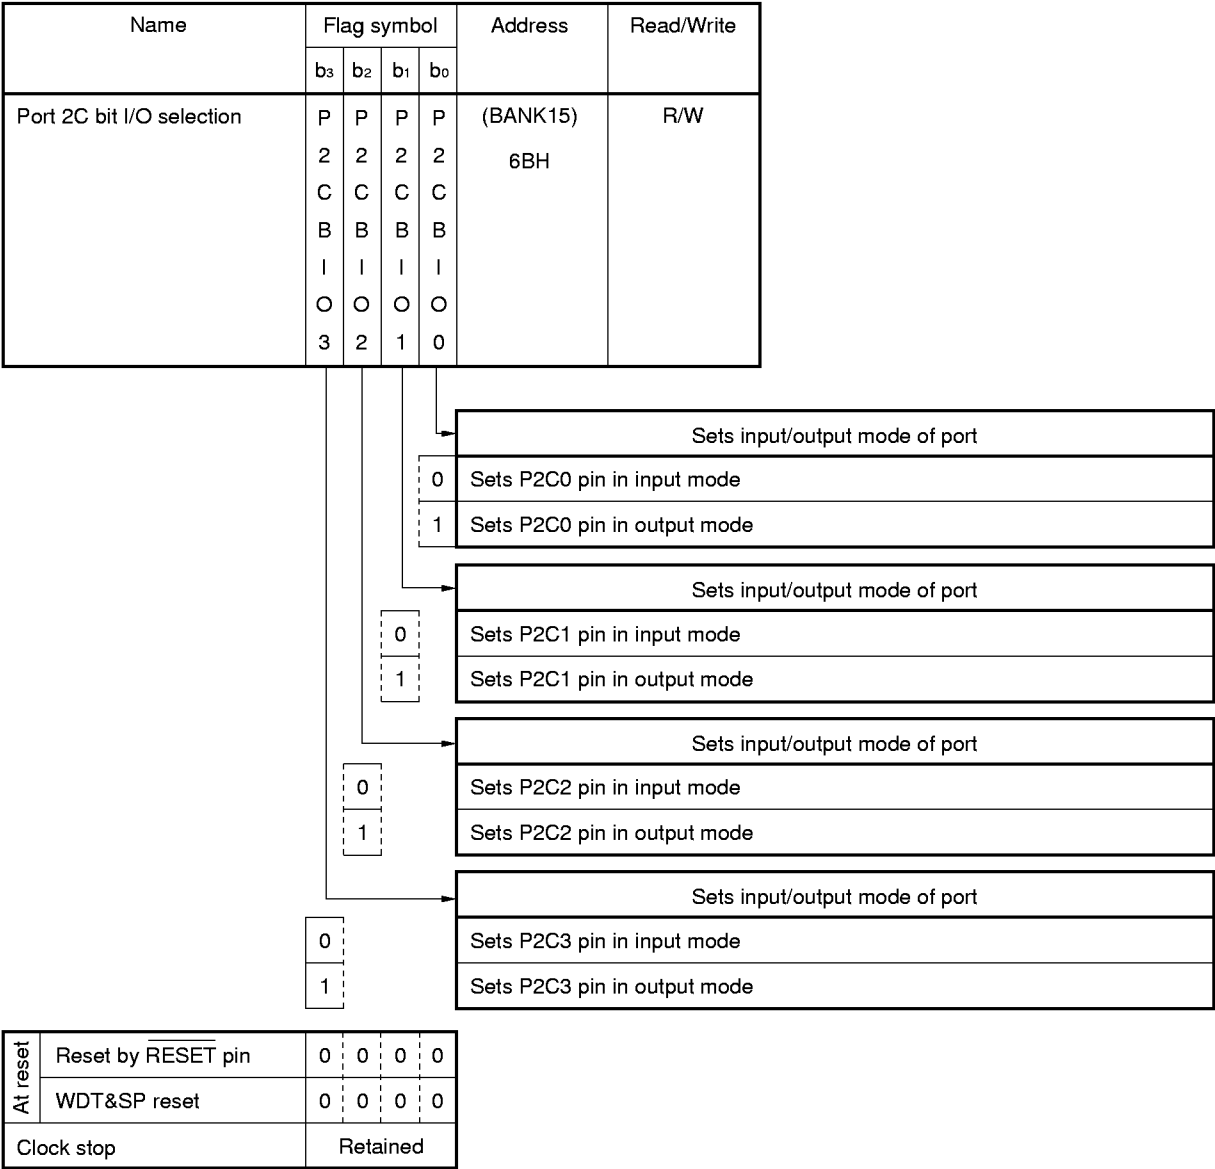 Name Flag symbol Address Read/Write
b3 b2 b1 b0
Port 2C bit I/O selection P P P P (BANK15) R/W
2 2 2 2 6BH
C C C C
B B B B
I I I I
O O O O
3 2 1 0
Sets input/output mode of port
0 Sets P2C0 pin in input mode
1 Sets P2C0 pin in output mode
Sets input/output mode of port
0 Sets P2C1 pin in input mode
1 Sets P2C1 pin in output mode
Sets input/output mode of port
0 Sets P2C2 pin in input mode
1 Sets P2C2 pin in output mode
Sets input/output mode of port
0 Sets P2C3 pin in input mode
1 Sets P2C3 pin in output mode
At reset
Reset by RESET pin 0 0 0 0
WDT&SP reset 0 0 0 0
Clock stop Retained